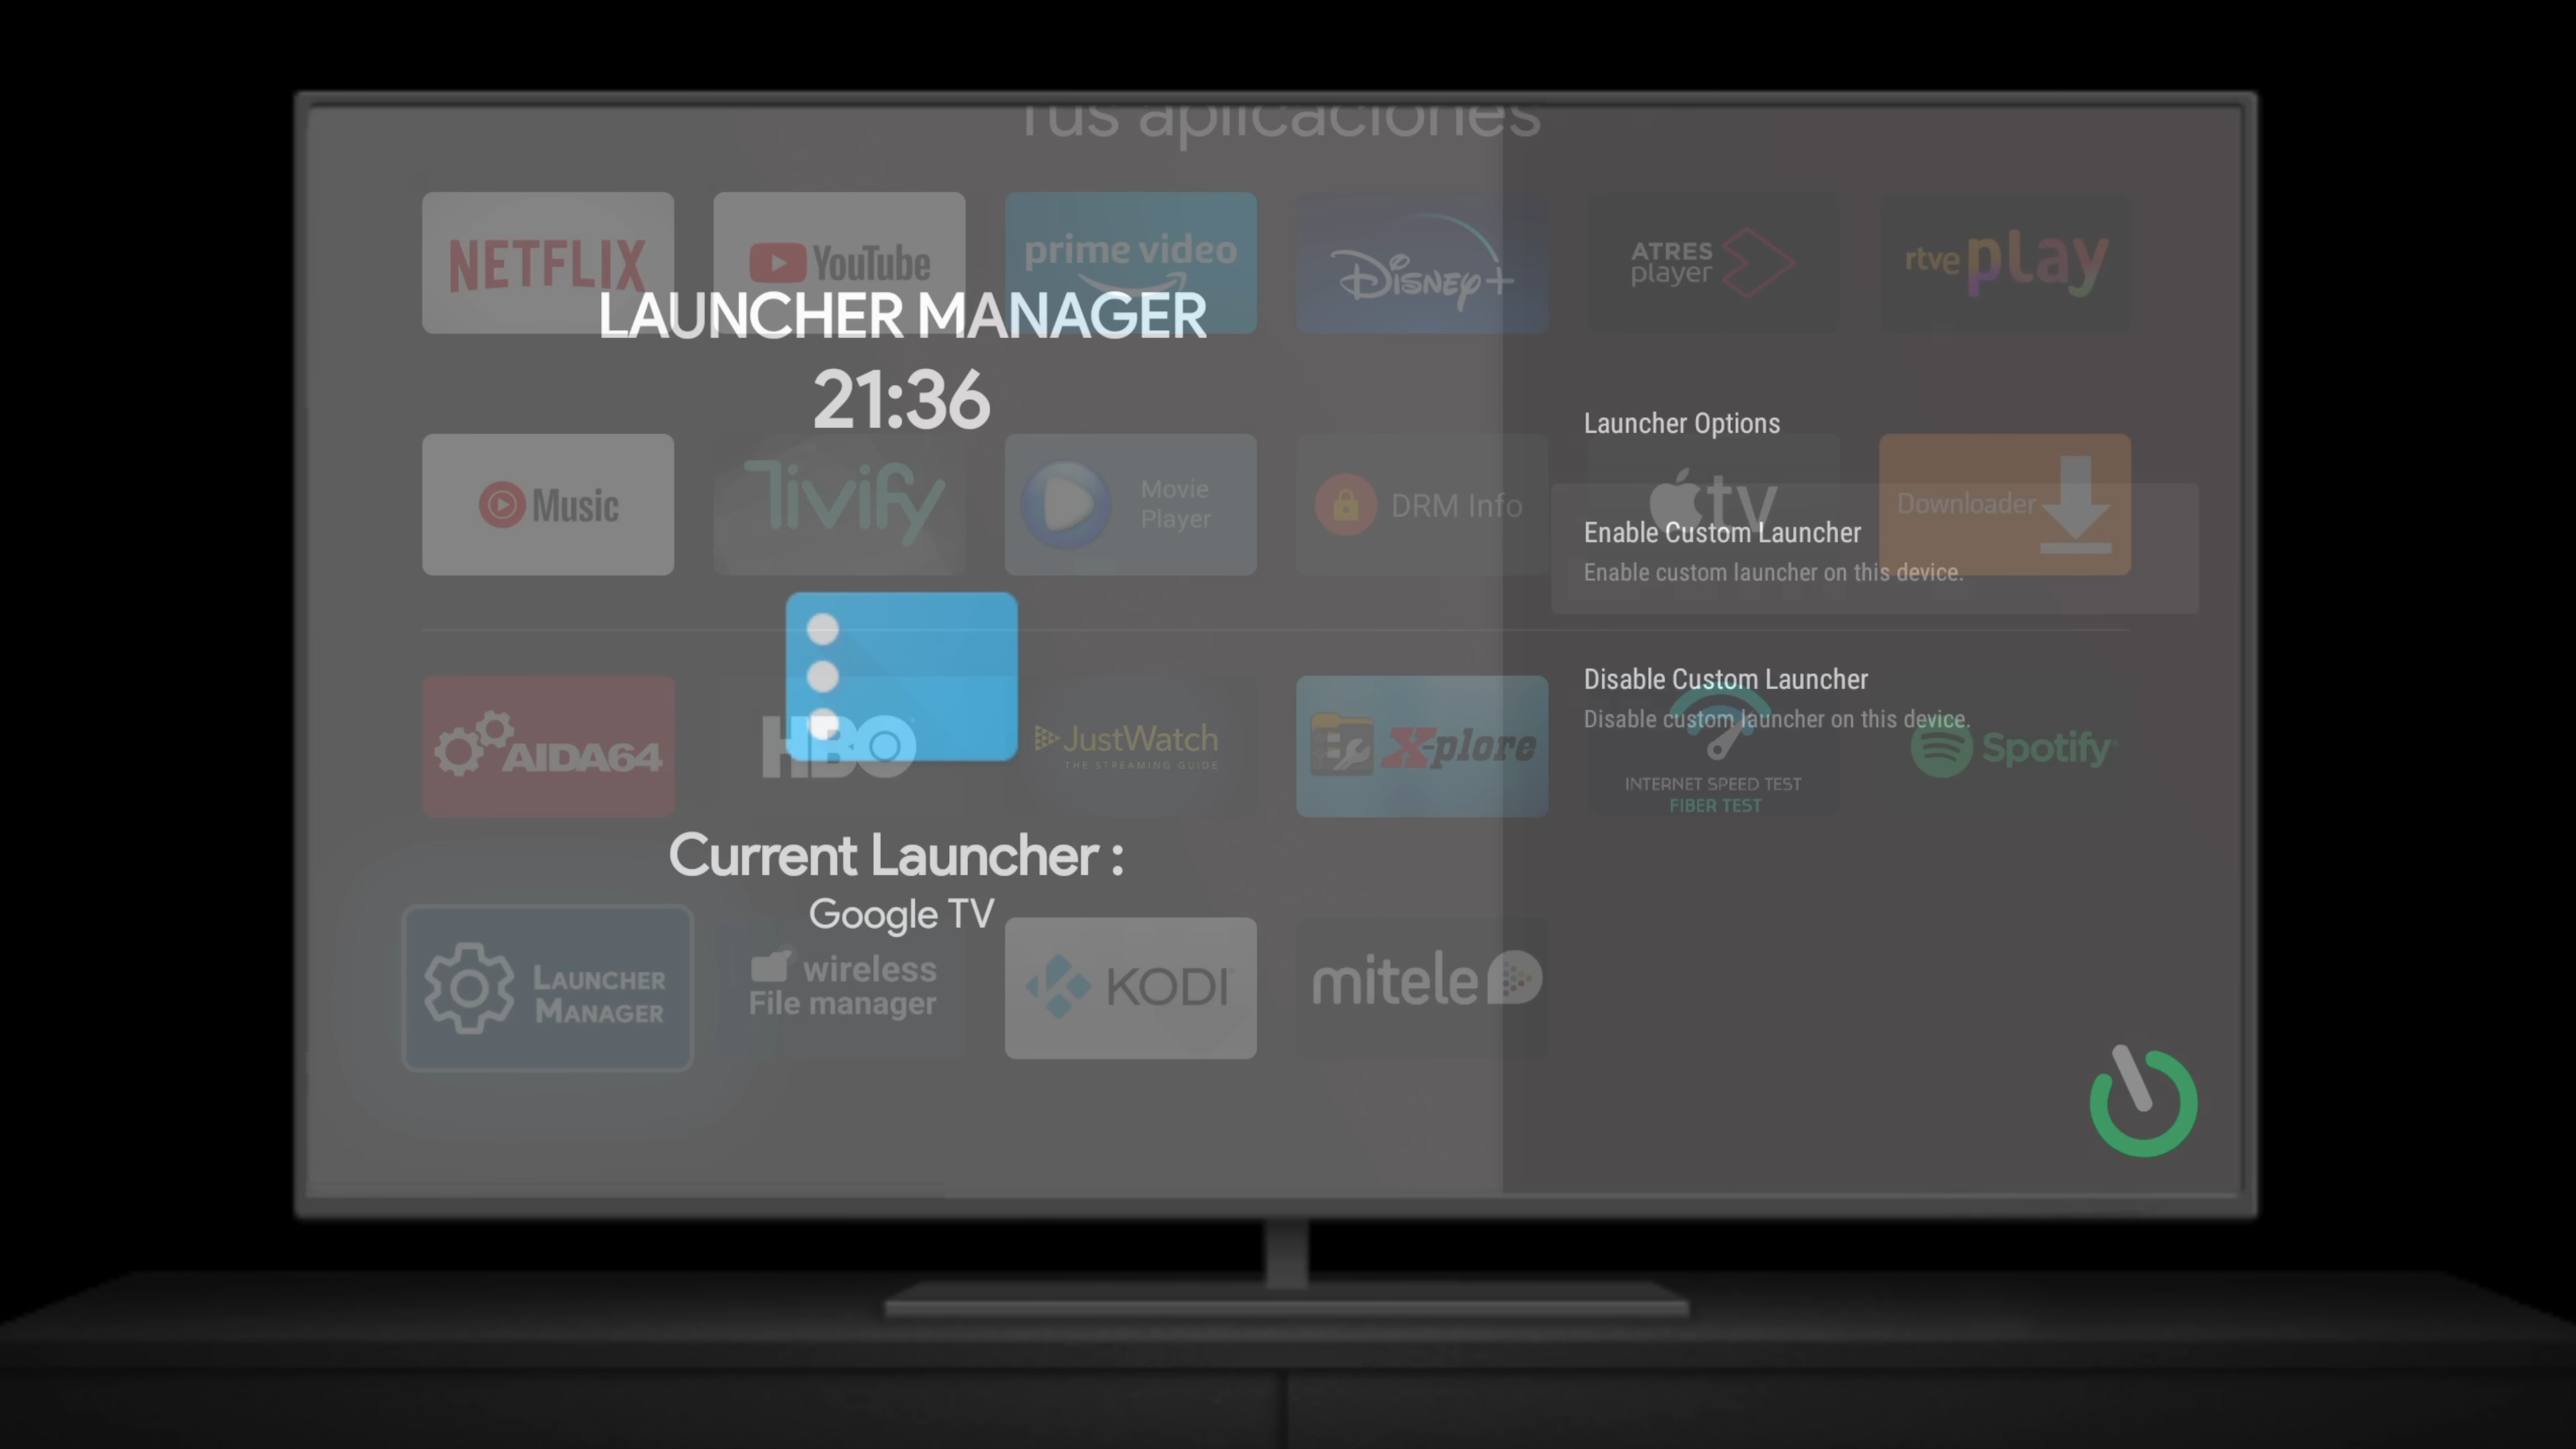 Tus aplicaciones
NETFLIX
YouTube
prime video
Disney+
ATRES
player
rtve play
LAUNCHER MANAGER
21:36
Launcher Options
Music
Tivify
Movie
Player
DRM Info
tv
Downloader
Enable Custom Launcher
Enable custom launcher on this device.
Disable Custom Launcher
Disable custom launcher on this device.
AIDA64
HBO
JustWatch
THE STREAMING GUIDE
X-plore
INTERNET SPEED TEST
FIBER TEST
Spotify
Current Launcher :
Google TV
LAUNCHER
MANAGER
wireless
File manager
KODI
mitele